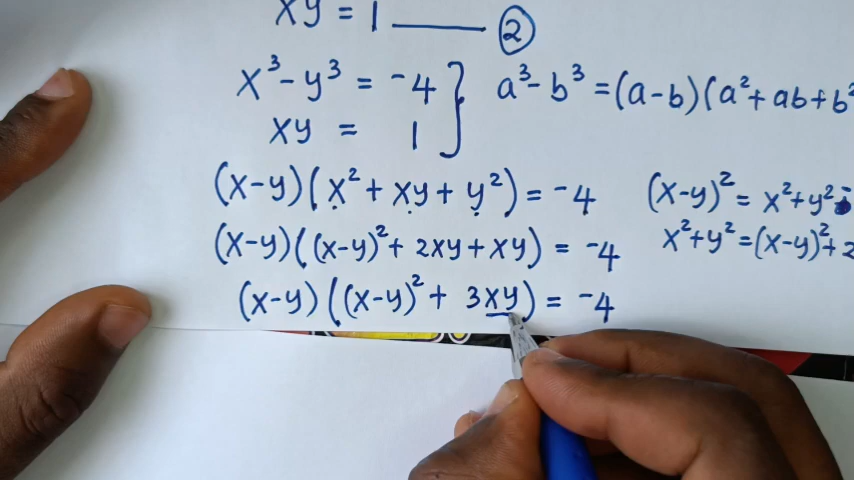 xy = 1 ——— ②
x³ - y³ = -4 } a³ - b³ = (a-b)(a² + ab + b²
xy = 1
(x-y)(x² + xy + y²) = -4 (x-y)² = x² + y² -
(x-y)((x-y)² + 2xy + xy) = -4 x² + y² = (x-y)² + 2
(x-y)((x-y)² + 3xy) = -4